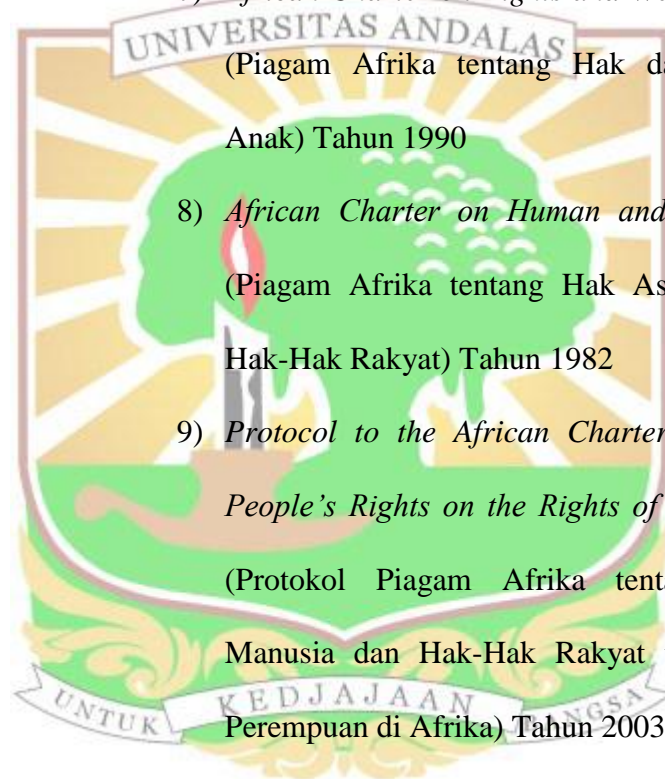 UNIVERSITAS ANDALAS
(Piagam Afrika tentang Hak da
Anak) Tahun 1990
8) African Charter on Human and
(Piagam Afrika tentang Hak As
Hak-Hak Rakyat) Tahun 1982
9) Protocol to the African Charter
People’s Rights on the Rights of
(Protokol Piagam Afrika tenta
Manusia dan Hak-Hak Rakyat
UNTUK KEDJAJAAN
Perempuan di Afrika) Tahun 2003